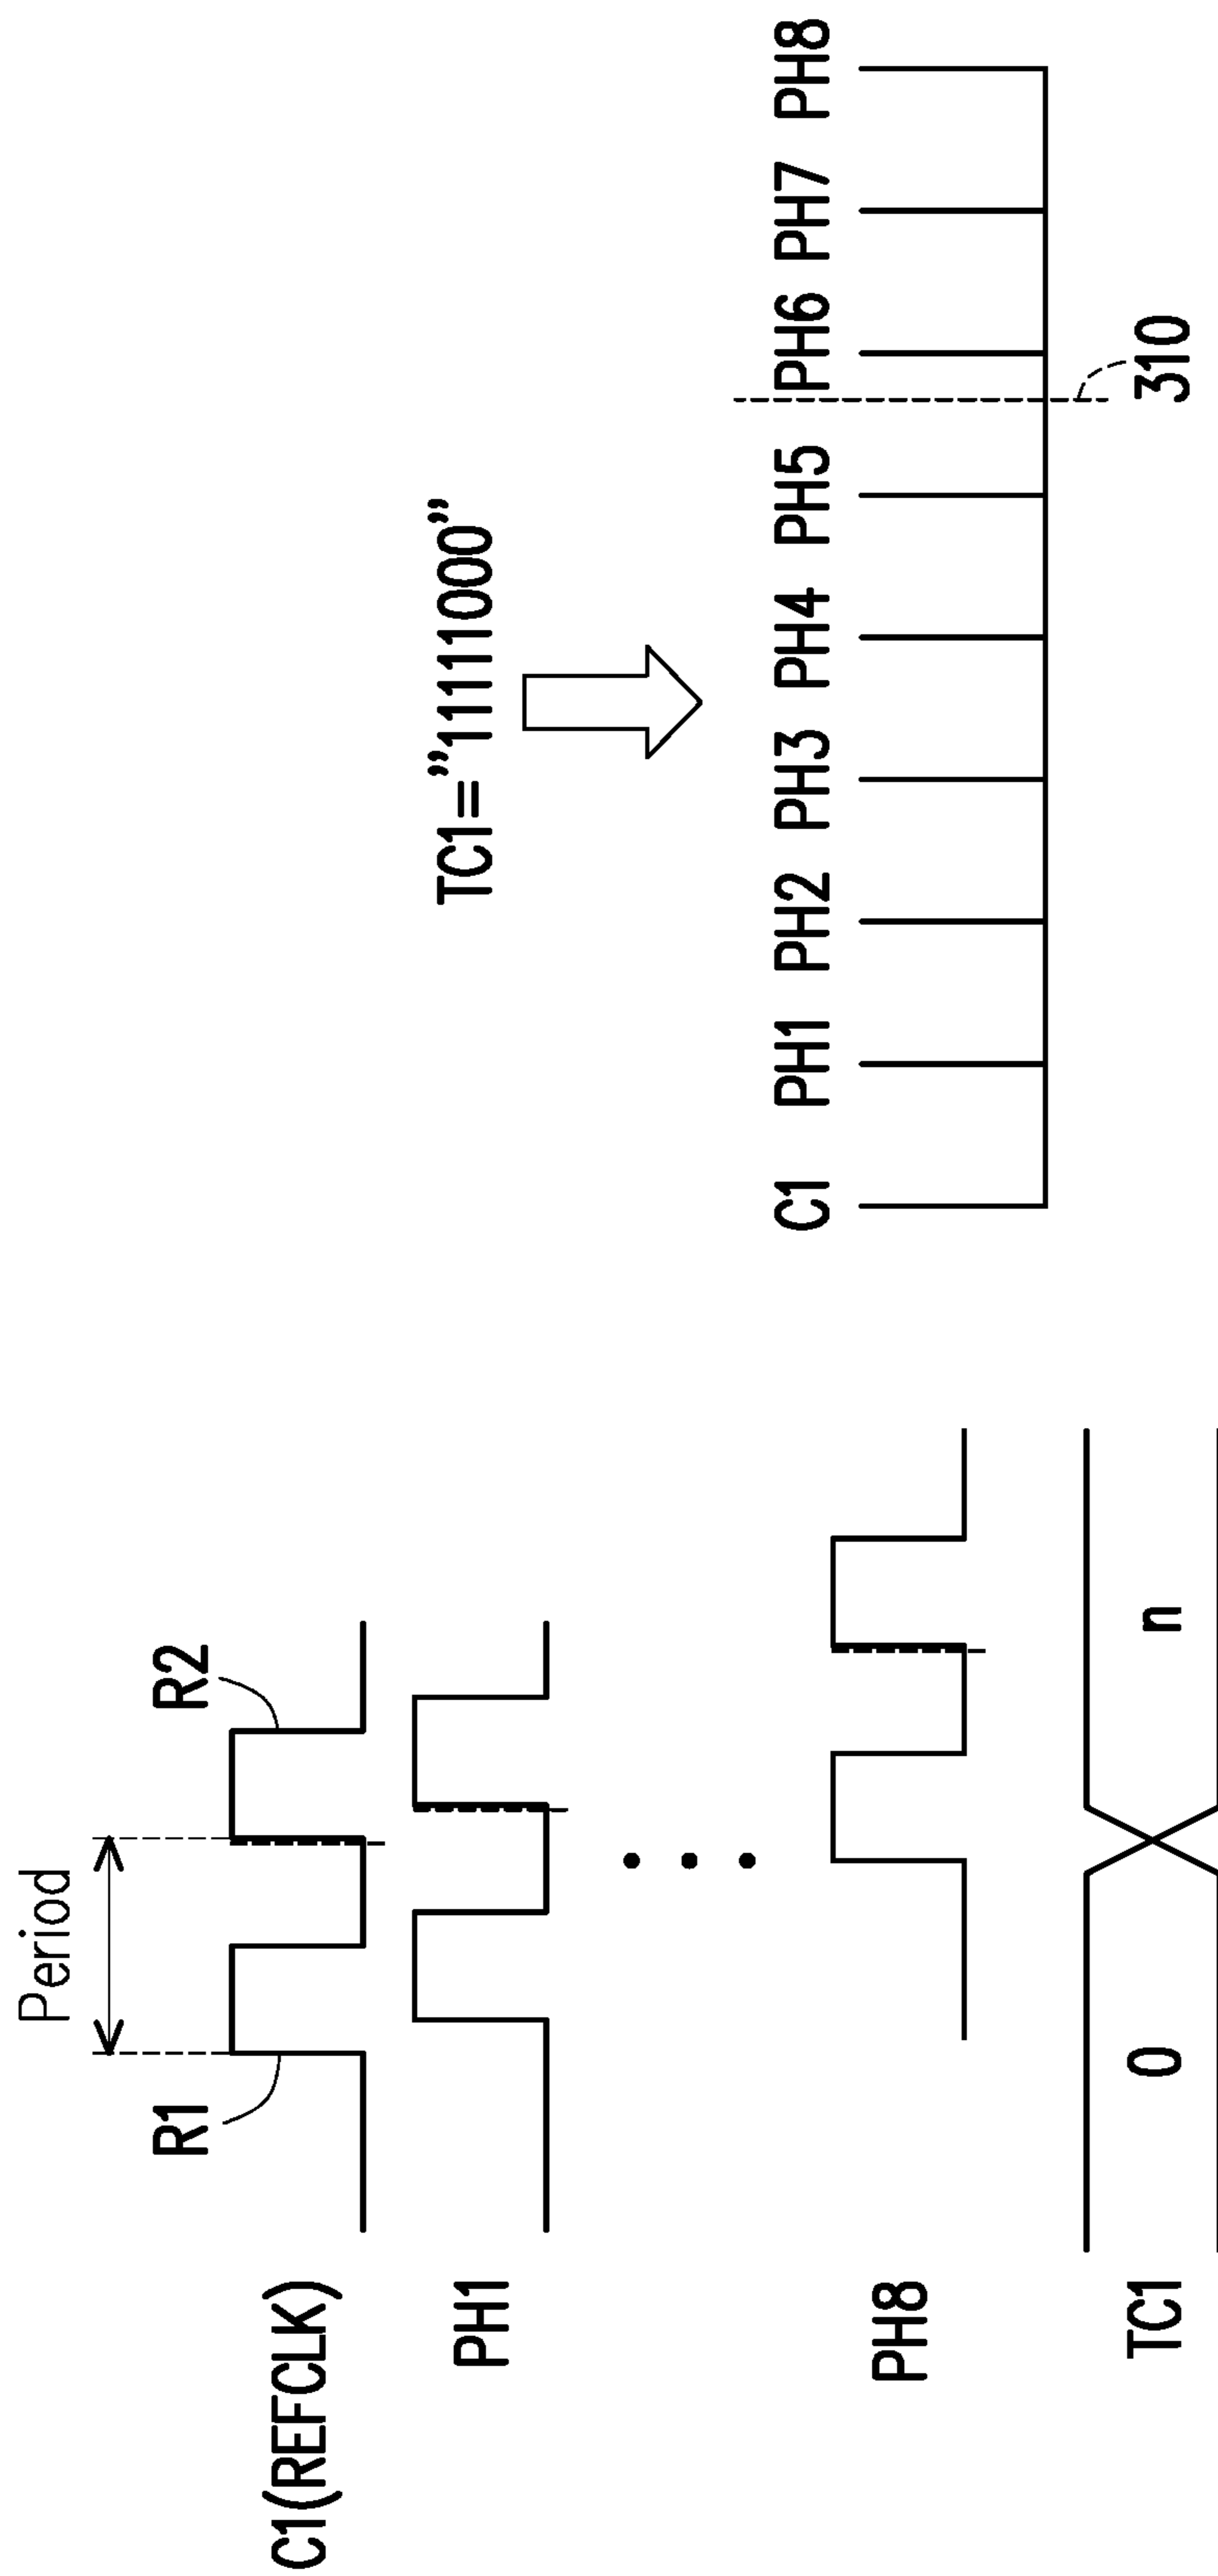 Period
R1 R2
C1(REFCLK)
PH1
PH8
TC1 0 n
TC1="11111000"
C1 PH1 PH2 PH3 PH4 PH5 PH6 PH7 PH8
310